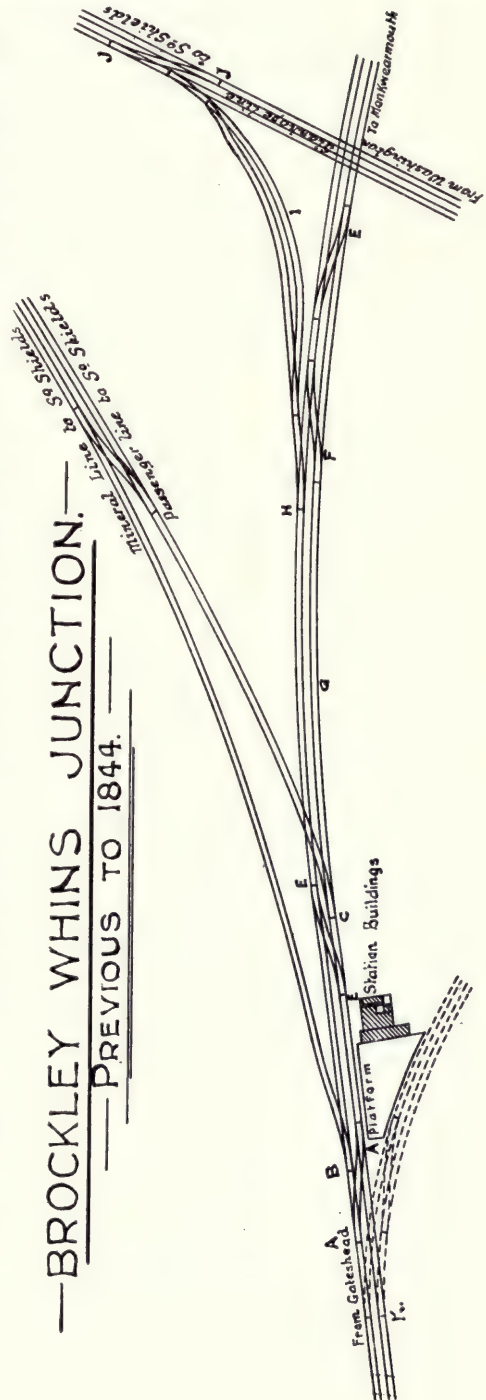 —BROCKLEY WHINS JUNCTION.—
—PREVIOUS TO 1844.—
Mineral Line to So Shields
Passenger line to So Shields
to So Shields
J
J
Stanhope line
From Washington
To Monkwearmouth
I
E
F
H
G
E
C
E
Station Buildings
Platform
A
B
A
From Gateshead